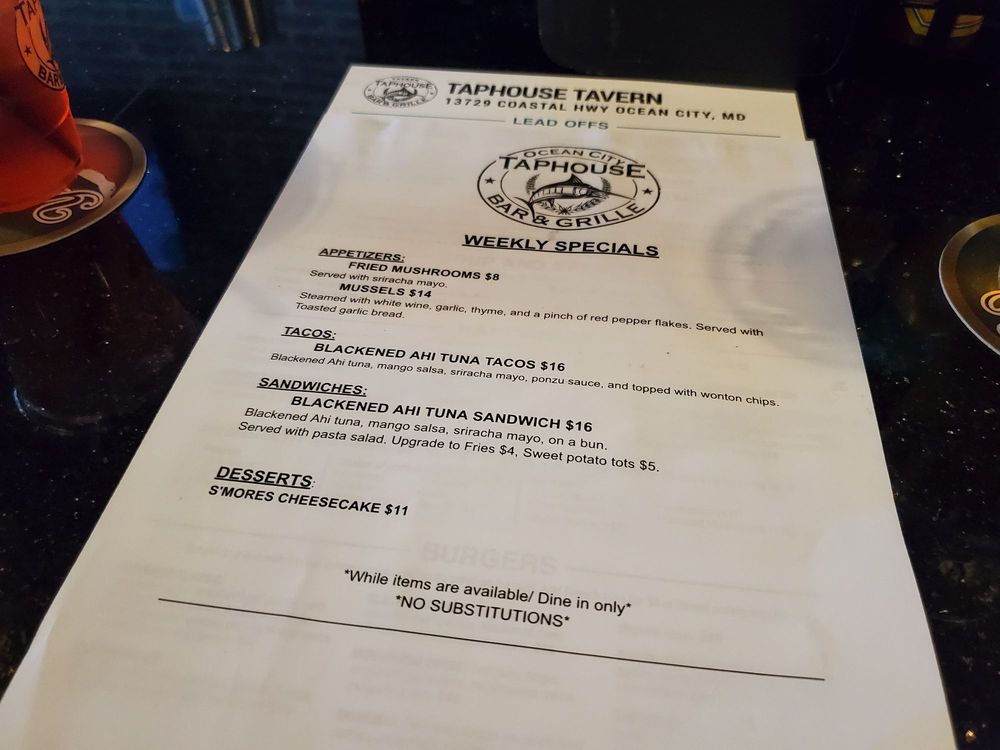 TAPHOUSE
BAR & GRILLE
TAPHOUSE TAVERN
13729 COASTAL HWY OCEAN CITY, MD
LEAD OFFS
OCEAN CITY
TAPHOUSE
BAR & GRILLE
WEEKLY SPECIALS
APPETIZERS:
FRIED MUSHROOMS $8
Served with sriracha mayo.
MUSSELS $14
Steamed with white wine, garlic, thyme, and a pinch of red pepper flakes. Served with
Toasted garlic bread.
TACOS:
BLACKENED AHI TUNA TACOS $16
Blackened Ahi tuna, mango salsa, sriracha mayo, ponzu sauce, and topped with wonton chips.
SANDWICHES:
BLACKENED AHI TUNA SANDWICH $16
Blackened Ahi tuna, mango salsa, sriracha mayo, on a bun.
Served with pasta salad. Upgrade to Fries $4, Sweet potato tots $5.
DESSERTS:
S'MORES CHEESECAKE $11
BURGERS
*While items are available/ Dine in only*
*NO SUBSTITUTIONS*